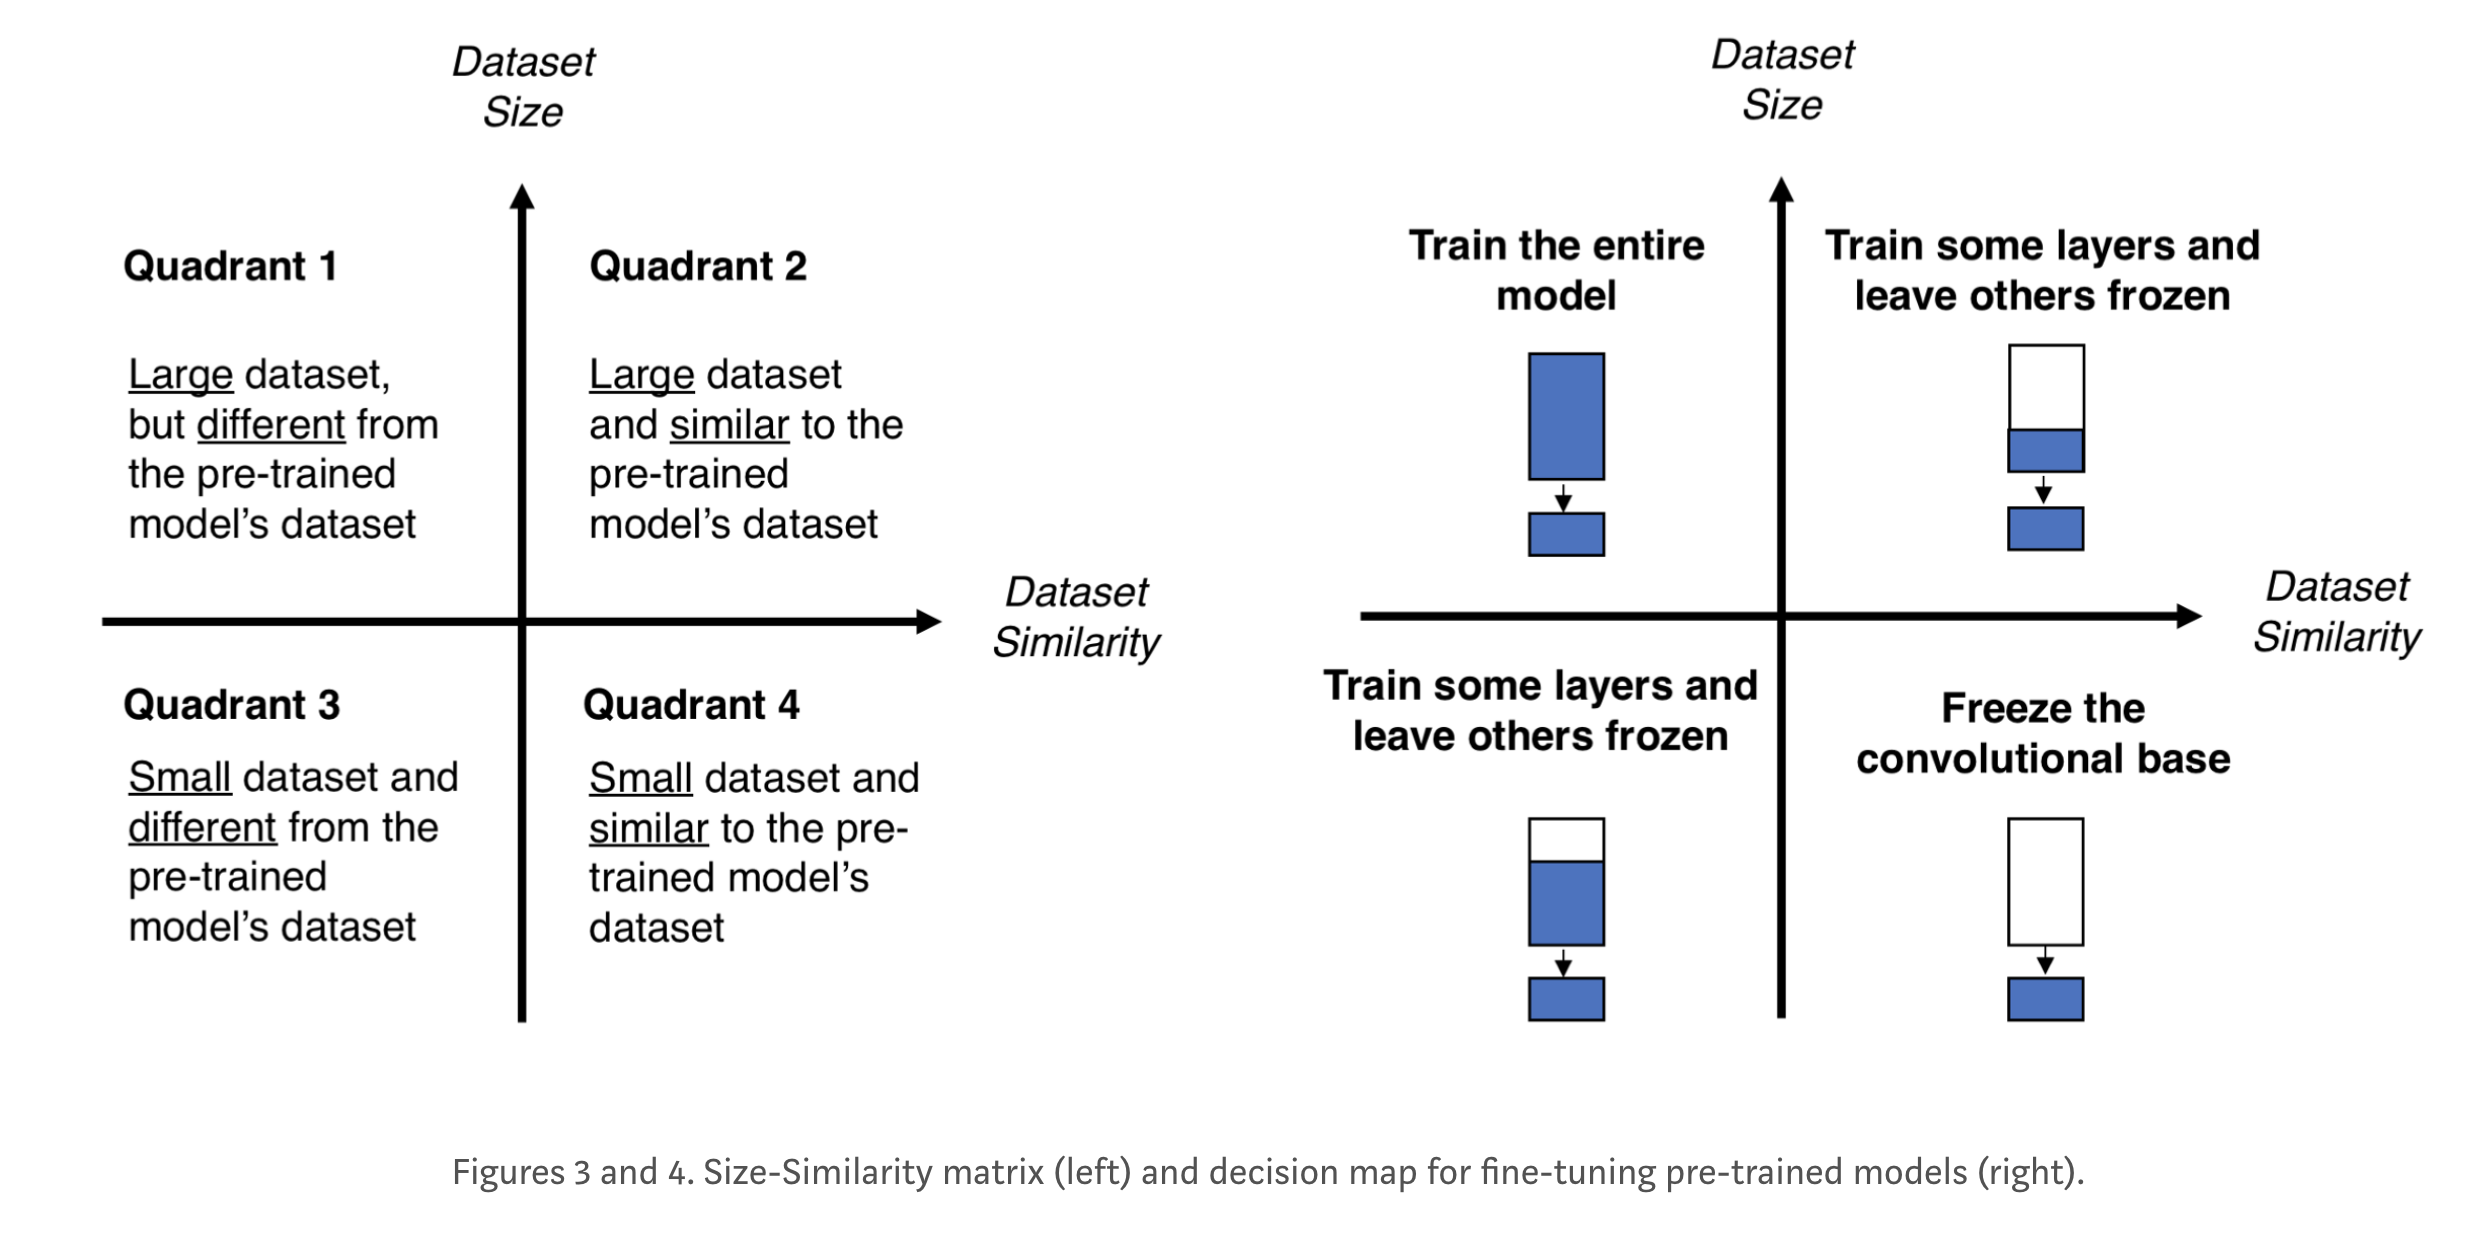 Dataset
Size
Quadrant 1
Quadrant 2
Large dataset,
but different from
the pre-trained
model's dataset
Large dataset
and similar to the
pre-trained
model's dataset
Dataset
Similarity
Quadrant 3
Quadrant 4
Small dataset and
different from the
pre-trained
model's dataset
Small dataset and
similar to the pre-
trained model's
dataset
Dataset
Size
Train the entire
model
Train some layers and
leave others frozen
Dataset
Similarity
Train some layers and
leave others frozen
Freeze the
convolutional base
Figures 3 and 4. Size-Similarity matrix (left) and decision map for fine-tuning pre-trained models (right).